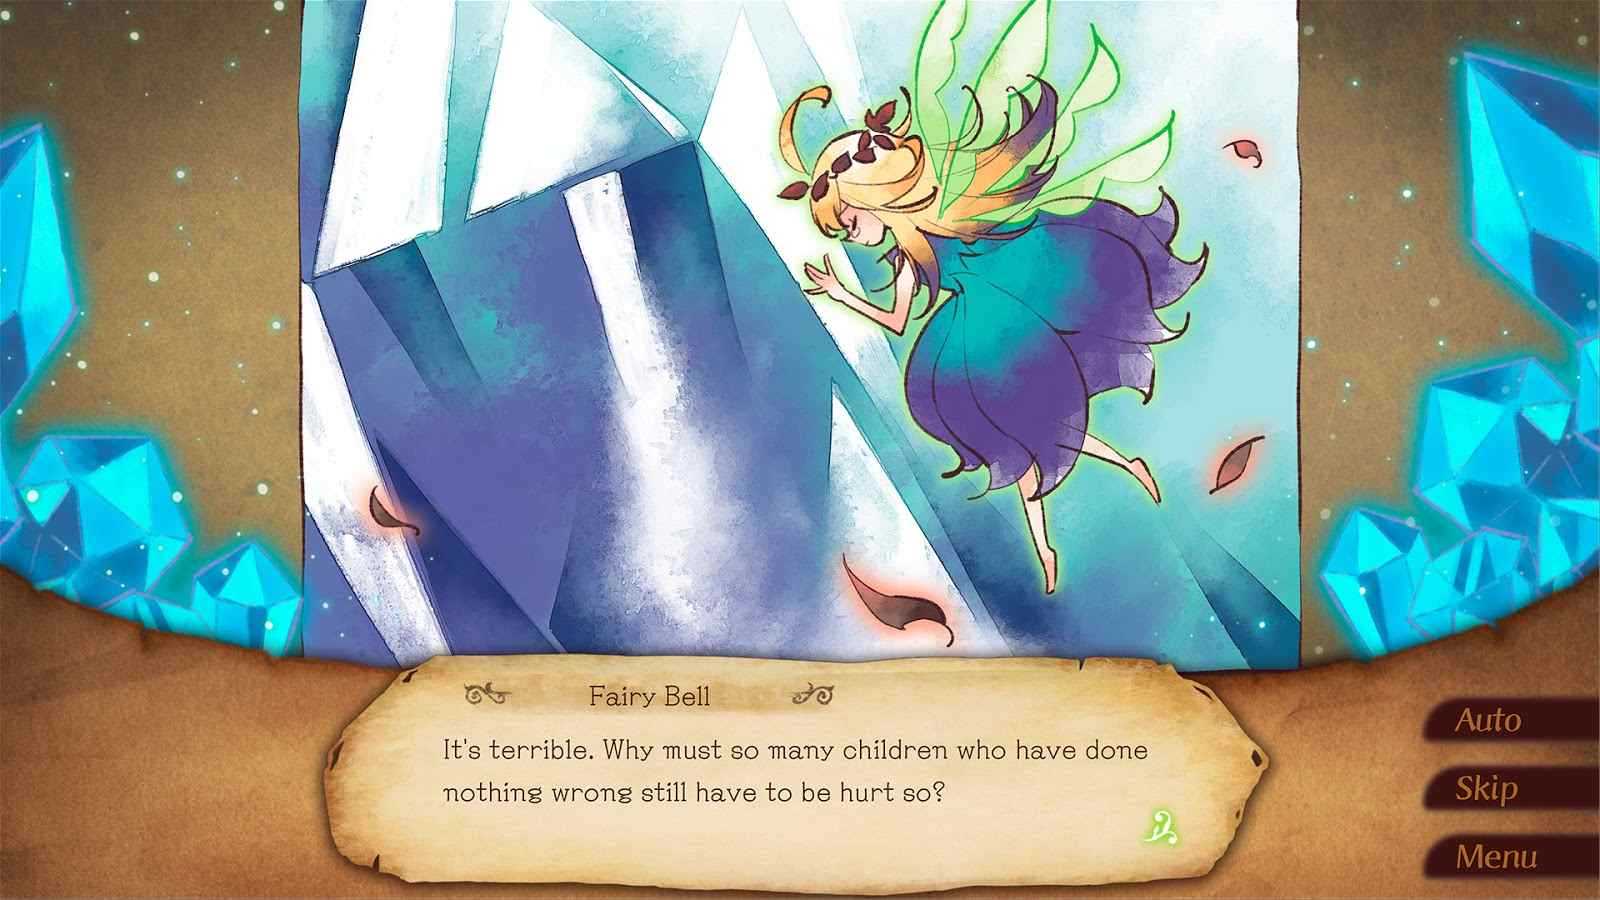 Fairy Bell
It's terrible. Why must so many children who have done
nothing wrong still have to be hurt so?
Auto
Skip
Menu